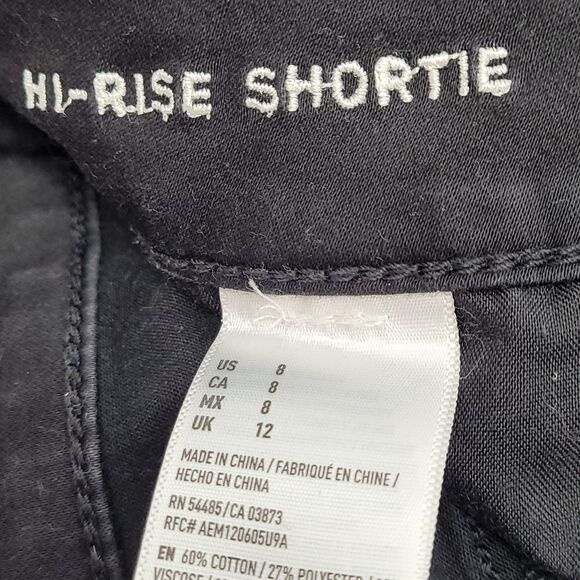 HI-RISE SHORTIE
US 8
CA 8
MX 8
UK 12
MADE IN CHINA / FABRIQUÉ EN CHINE /
HECHO EN CHINA
RN 54485/CA 03873
RFC# AEM120605U9A
EN 60% COTTON / 27% POLYESTER /
VISCOSE /